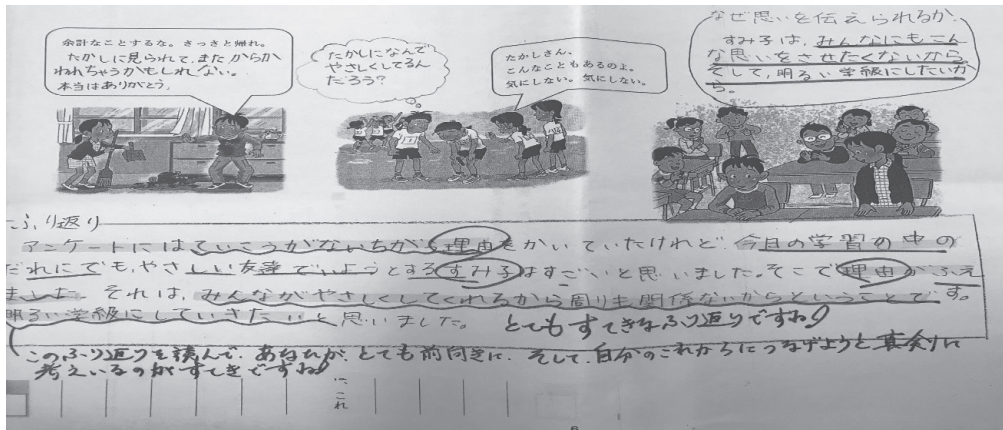 余計なことするな。さっさと帰れ。
たかしに見られて、またからか
われちゃうかもしれない。
本当はありがとう。
たかしになんで
やさしくしてるん
だろう？
たかしさん、
こんなこともあるのよ。
気にしない。気にしない。
なぜ思いを伝えられるか。
すみ子は、みんなにもこん
な思いをさせたくないから
そして、明るい学級にしたいか
ら。
ふり返り
アンケートにはていこうがないちがう理由をかいていたけれど、今日の学習の中の
だれにでも、やさしい友達でいようとするすみ子はすごいと思いました。そこで理由がふえ
ました。それは、みんながやさしくしてくれるから周りも関係ないからということです。
明るい学級にしていきたいと思いました。
とてもすてきなふり返りですね！
このふり返りを読んで、あなたが、とても前向きに、そして、自分のこれからにつなげようと真剣に
考えいるのがすてきですね！
これ